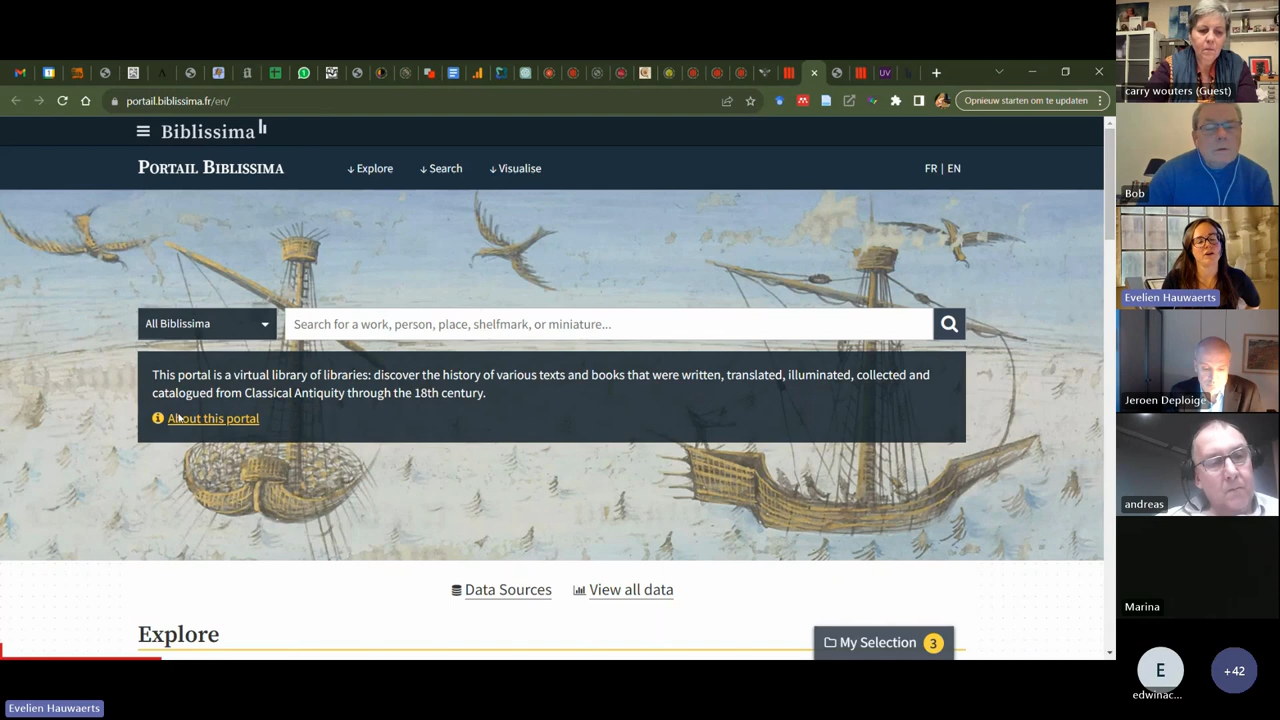 portal.biblissima.fr/en/
Opnieuw starten om te updaten
Biblissima
PORTAIL BIBLISSIMA
Explore
Search
Visualise
FR | EN
All Biblissima
Search for a work, person, place, shelfmark, or miniature...
This portal is a virtual library of libraries: discover the history of various texts and books that were written, translated, illuminated, collected and
catalogued from Classical Antiquity through the 18th century.
About this portal
Data Sources
View all data
Explore
My Selection 3
Evelien Hauwaerts
carry wouters (Guest)
Bob
Evelien Hauwaerts
Jeroen Deploige
andreas
Marina
E
+42
edwinac...
UV